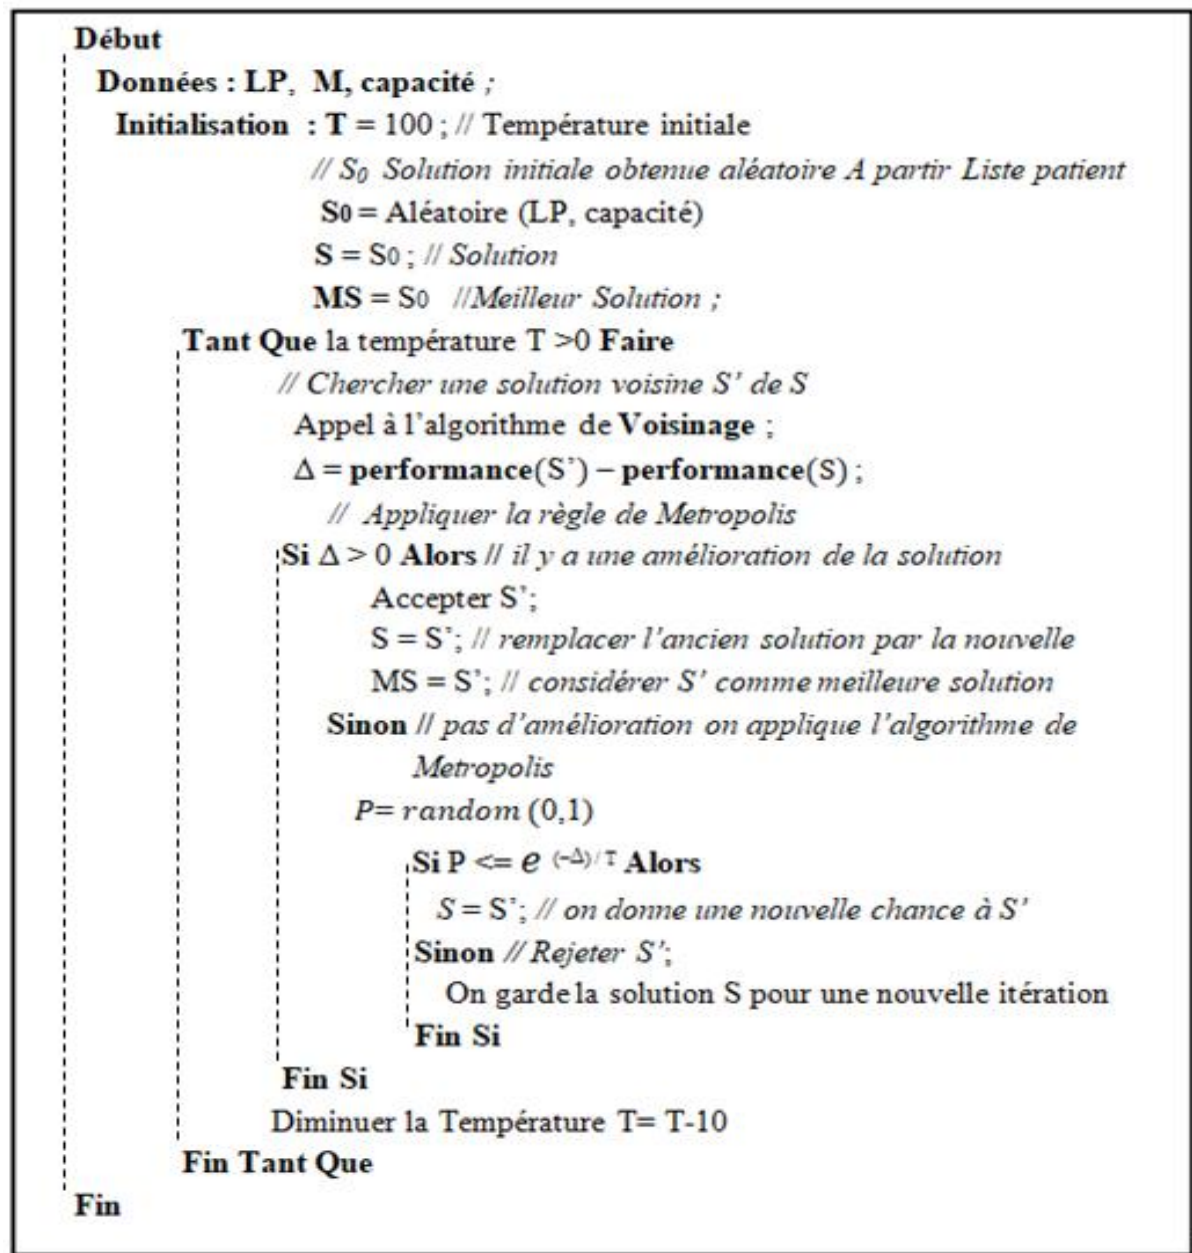 Début
Données : LP, M, capacité ;
Initialisation : T = 100 ; // Température initiale
// S0 Solution initiale obtenue aléatoire A partir Liste patient
S0 = Aléatoire (LP, capacité)
S = S0 ; // Solution
MS = S0 //Meilleur Solution ;
Tant Que la température T >0 Faire
// Chercher une solution voisine S' de S
Appel à l'algorithme de Voisinage ;
Δ = performance(S') – performance(S) ;
// Appliquer la règle de Metropolis
Si Δ > 0 Alors // il y a une amélioration de la solution
Accepter S';
S = S'; // remplacer l'ancien solution par la nouvelle
MS = S'; // considérer S' comme meilleure solution
Sinon // pas d'amélioration on applique l'algorithme de
Metropolis
P= random (0,1)
Si P <= e (-Δ)/T Alors
S = S'; // on donne une nouvelle chance à S'
Sinon // Rejeter S';
On garde la solution S pour une nouvelle itération
Fin Si
Fin Si
Diminuer la Température T= T-10
Fin Tant Que
Fin